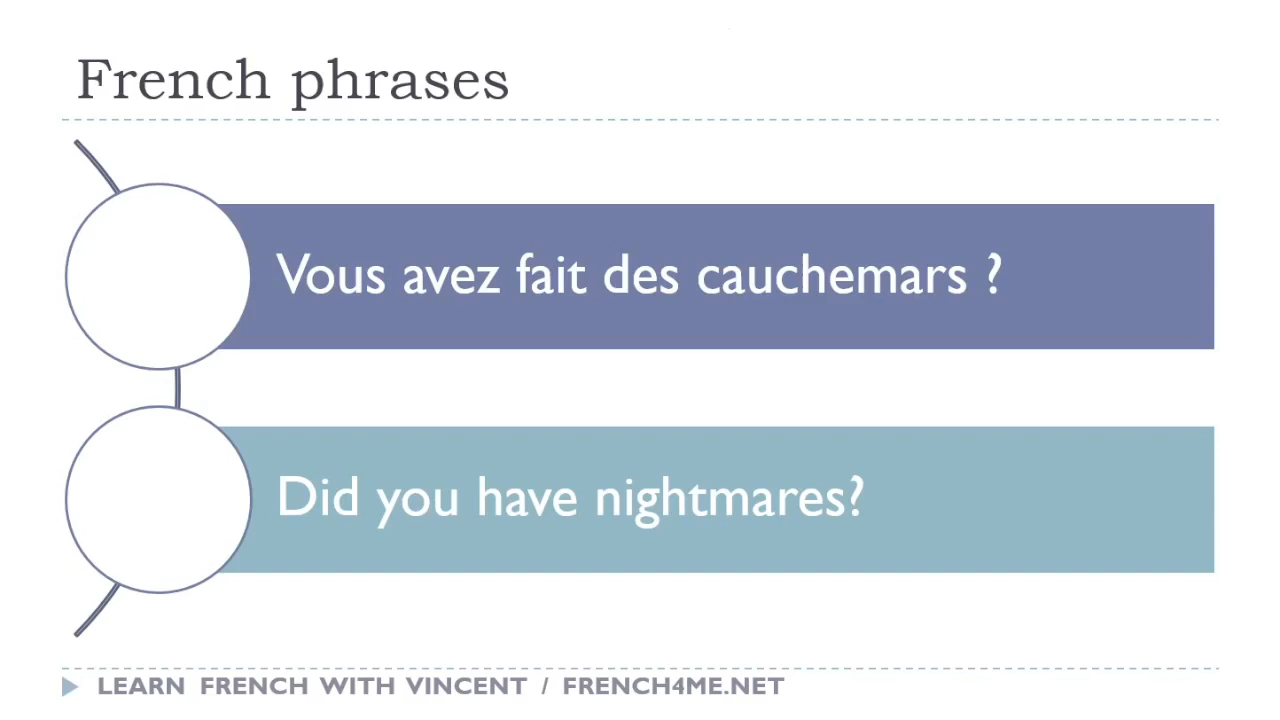 French phrases
Vous avez fait des cauchemars ?
Did you have nightmares?
LEARN FRENCH WITH VINCENT / FRENCH4ME.NET